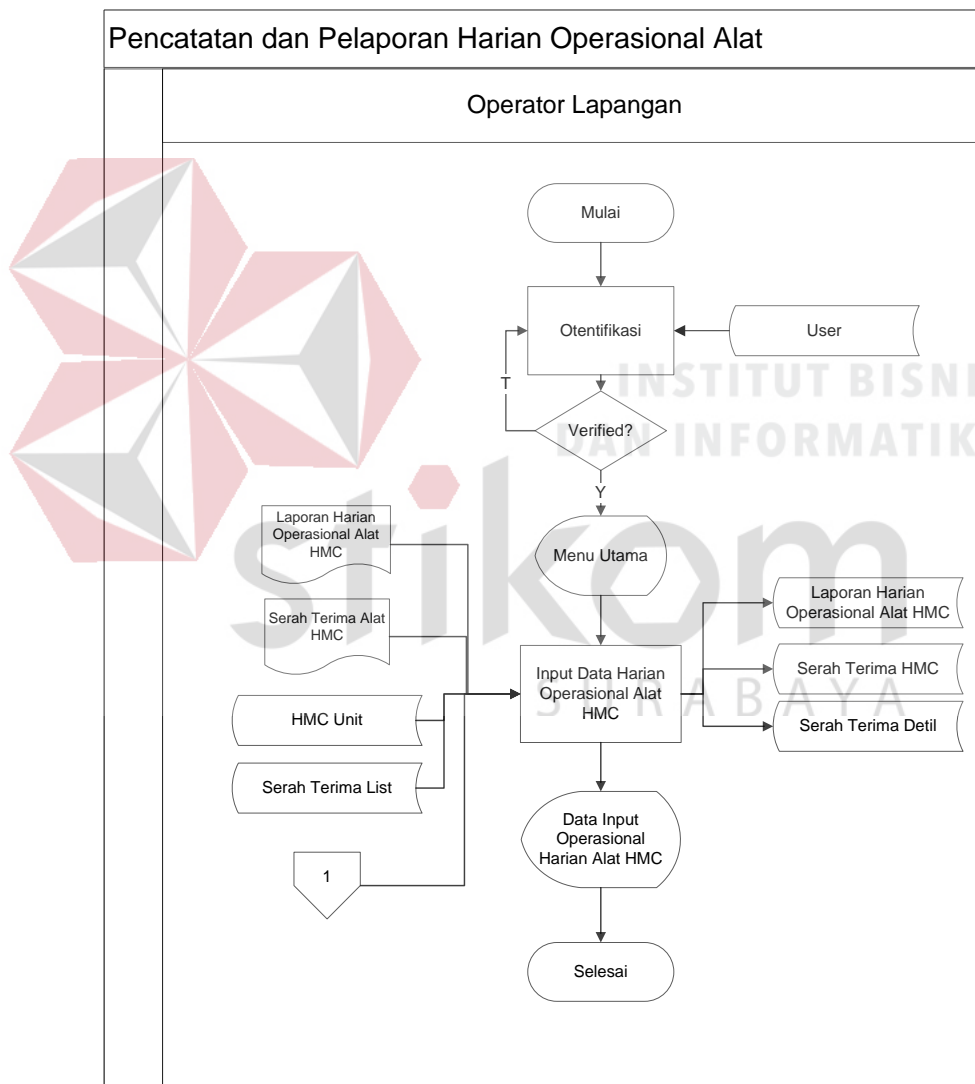 Pencatatan dan Pelaporan Harian Operasional Alat
Operator Lapangan
Mulai
Otentifikasi
User
T
INSTITUT BISNI
Verified?
DAN INFORMATIK
Y
Laporan Harian
Operasional Alat
HMC
Menu Utama
stikom
Laporan Harian
Operasional Alat HMC
Serah Terima Alat
HMC
Input Data Harian
Operasional Alat
HMC
Serah Terima HMC
SURABAYA
HMC Unit
Serah Terima Detil
Serah Terima List
Data Input
Operasional
Harian Alat HMC
1
Selesai